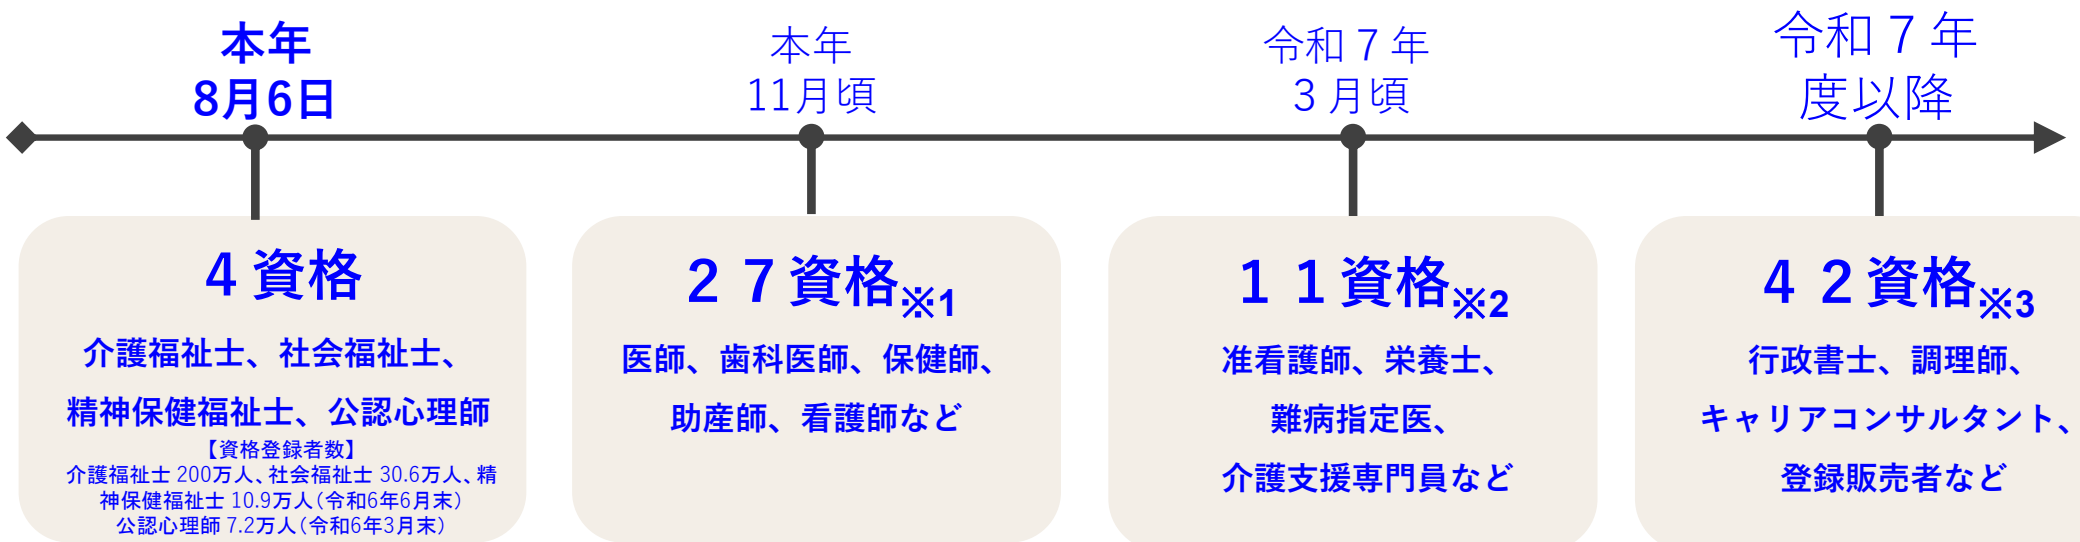 本年
8月6日
本年
11月頃
令和７年
３月頃
令和７年
度以降
４資格
介護福祉士、社会福祉士、
精神保健福祉士、公認心理師
【資格登録者数】
介護福祉士 200万人、社会福祉士 30.6万人、精
神保健福祉士 10.9万人（令和6年6月末）
公認心理師 7.2万人（令和6年3月末）
２７資格※1
医師、歯科医師、保健師、
助産師、看護師など
１１資格※2
准看護師、栄養士、
難病指定医、
介護支援専門員など
４２資格※3
行政書士、調理師、
キャリアコンサルタント、
登録販売者など